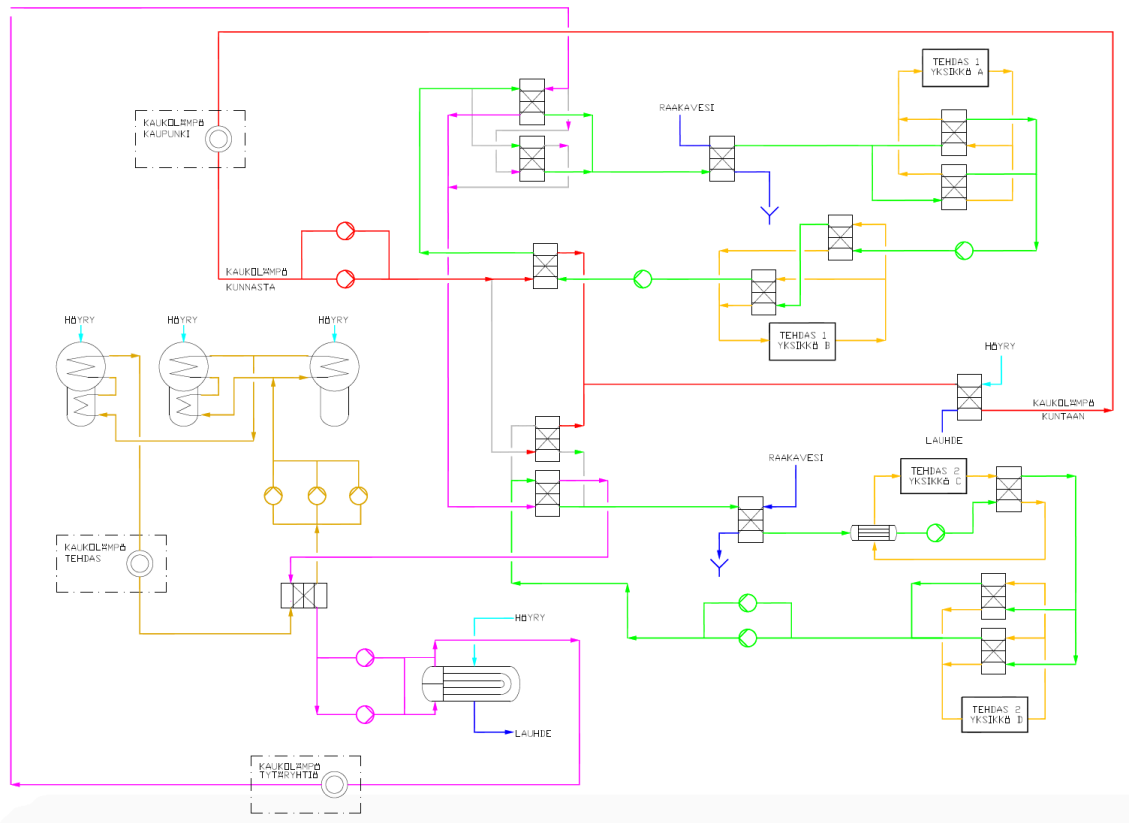 TEHDAS 1
YKSIKKÖ A
RAAKAVESI
KAUKOLÄMPÖ
KAUPUNKI
KAUKOLÄMPÖ
KUNNASTA
HÖYRY
HÖYRY
HÖYRY
TEHDAS 1
YKSIKKÖ B
HÖYRY
KAUKOLÄMPÖ
KUNTAAN
LAUHDE
RAAKAVESI
TEHDAS 2
YKSIKKÖ C
KAUKOLÄMPÖ
TEHDAS
HÖYRY
LAUHDE
TEHDAS 2
YKSIKKÖ D
KAUKOLÄMPÖ
TYTÄRYHTIÖ